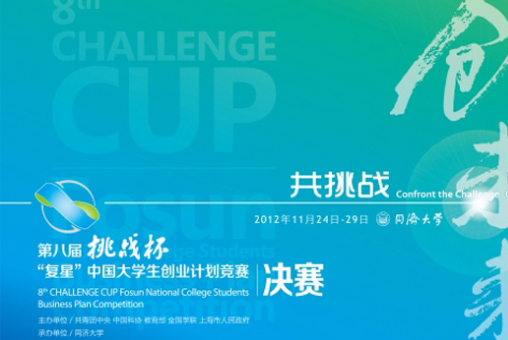 8th
CHALLENGE
CUP
Fosun
共挑战
Confront the Challenge
2012年11月24日-29日 同济大学
第八届 挑战杯
“复星”中国大学生创业计划竞赛
决赛
8th CHALLENGE CUP Fosun National College Students
Business Plan Competition
主办单位：共青团中央 中国科协 教育部 全国学联 上海市人民政府
承办单位：同济大学
创
未来